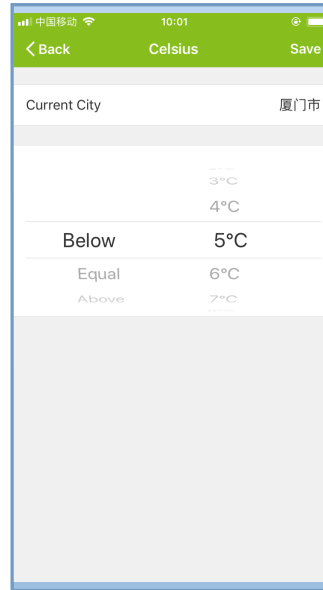 中国移动 10:01
Back Celsius Save
Current City 厦门市
3°C
4°C
Below 5°C
Equal 6°C
Above 7°C